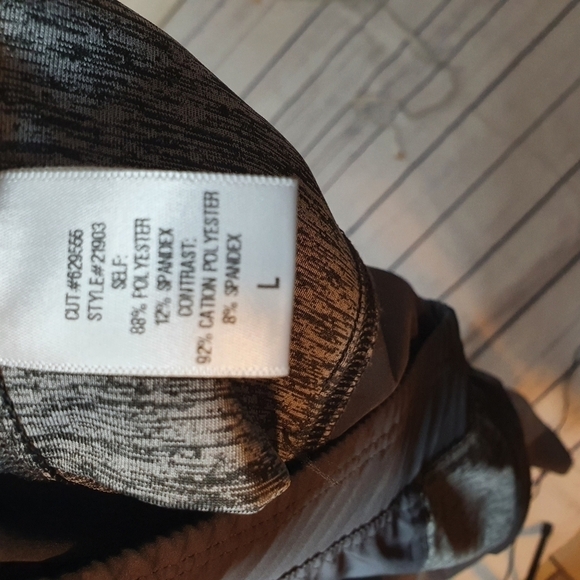 CUT:#629566
STYLE#21903
SELF:
88% POLYESTER
12% SPANDEX
CONTRAST:
92% CATION POLYESTER
8% SPANDEX
L